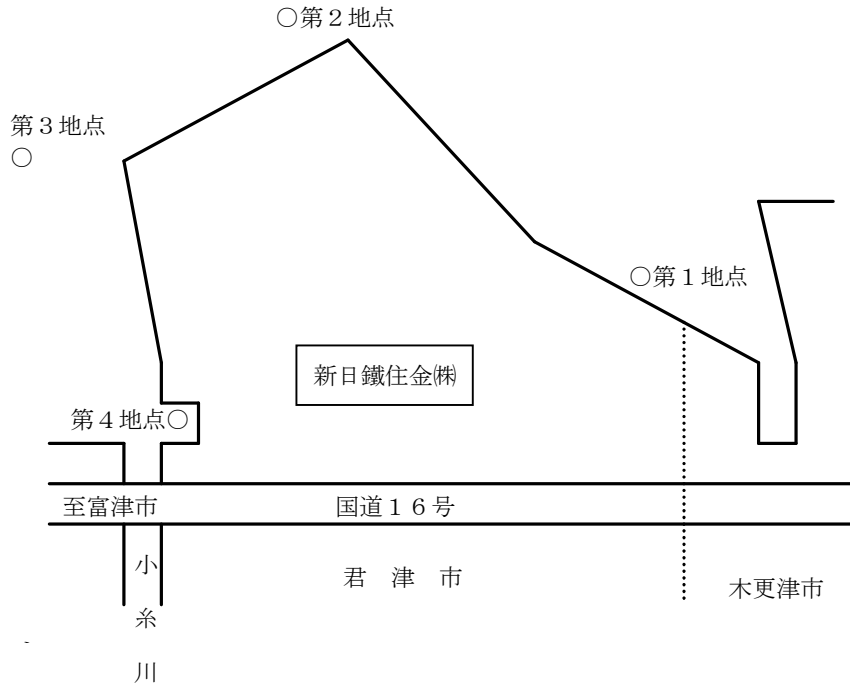 ○第２地点
第３地点
○
○第１地点
新日鐵住金㈱
第４地点○
至富津市
国道１６号
小糸川
君津市
木更津市